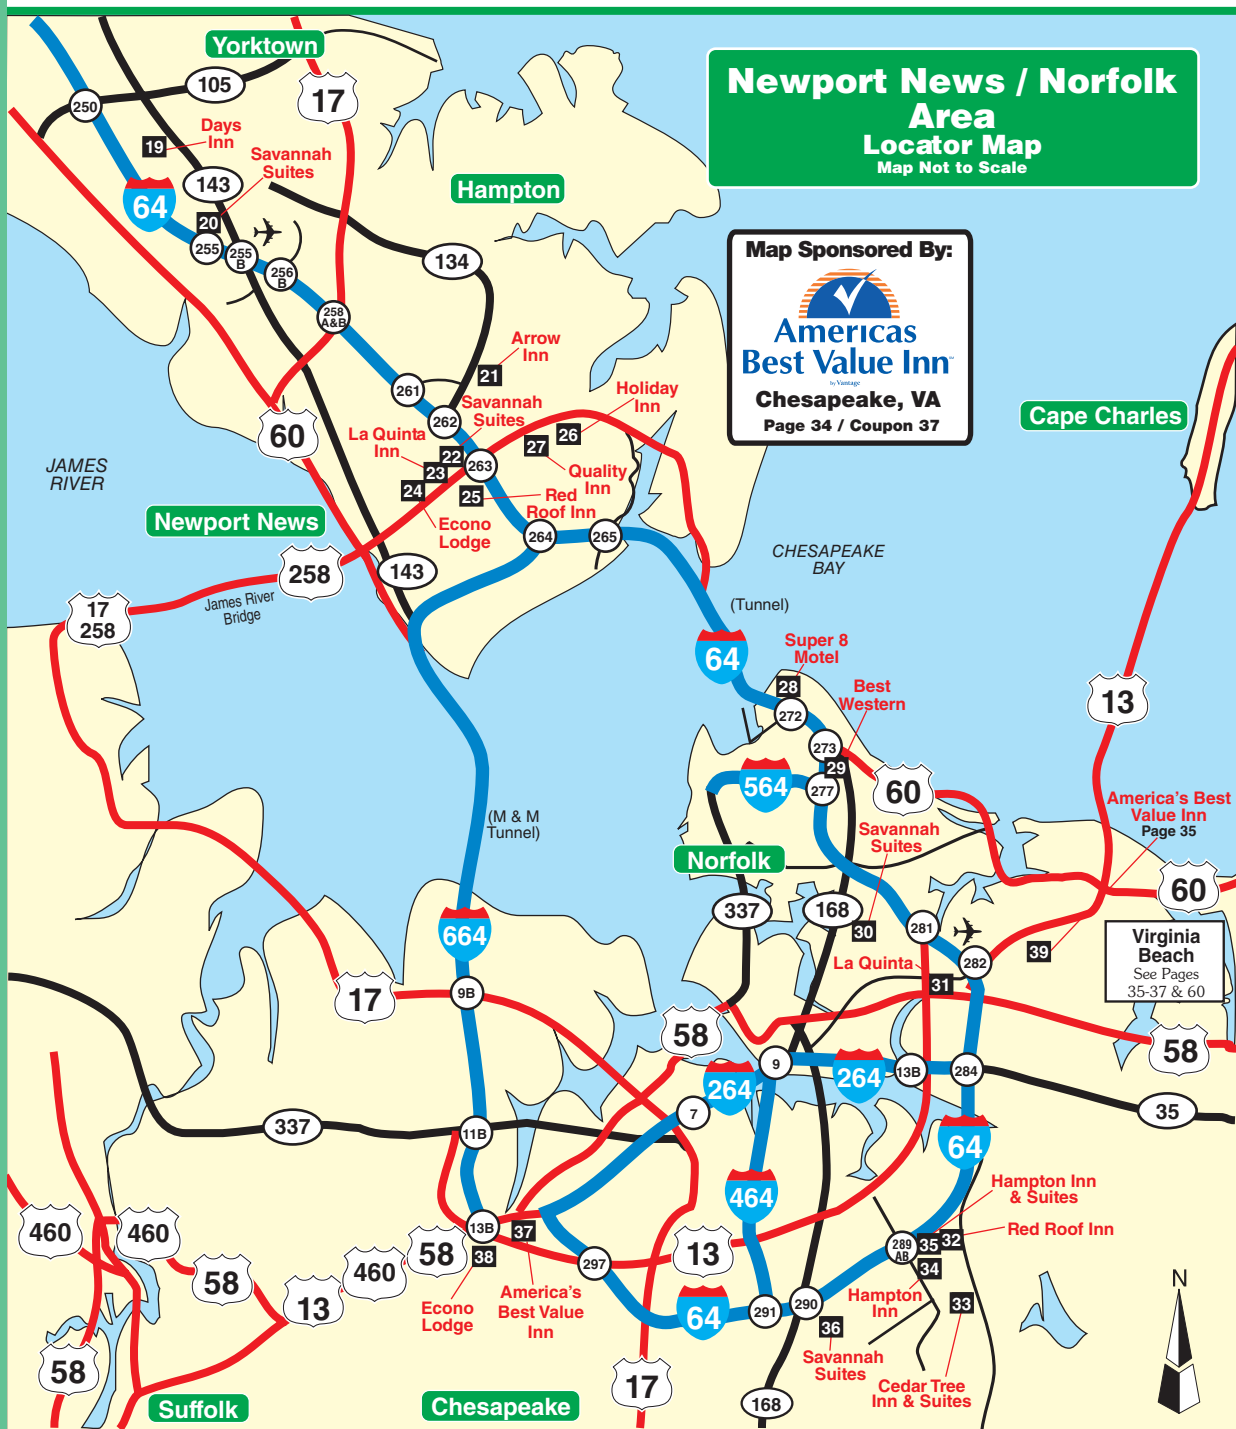 Yorktown
Newport News / Norfolk
Area
Locator Map
Map Not to Scale
105
17
250
19
Days
Inn
Savannah
Suites
143
64
20
Hampton
255
255
B
256
B
134
258
A&B
Map Sponsored By:
Americas
Best Value Inn
by Vantage
Chesapeake, VA
Page 34 / Coupon 37
Arrow
Inn
21
261
262
Savannah
Suites
Holiday
Inn
Cape Charles
60
La Quinta
Inn
22
23
24
263
25
26
27
Quality
Inn
Red
Roof Inn
Econo
Lodge
JAMES
RIVER
Newport News
264
265
258
143
CHESAPEAKE
BAY
James River
Bridge
17
258
(Tunnel)
64
Super 8
Motel
28
272
Best
Western
13
273
29
277
564
60
(M & M
Tunnel)
Savannah
Suites
America's Best
Value Inn
Page 35
Norfolk
60
337
168
30
281
664
282
39
Virginia
Beach
See Pages
35-37 & 60
La Quinta
31
17
9B
58
58
9
264
264
13B
284
7
35
337
11B
64
464
Hampton Inn
& Suites
Red Roof Inn
460
460
58
13B
37
38
13
289
AB
35
32
34
58
460
297
13
Econo
Lodge
America's
Best Value
Inn
64
291
290
Hampton
Inn
33
N
36
Savannah
Suites
Cedar Tree
Inn & Suites
58
17
Suffolk
Chesapeake
168